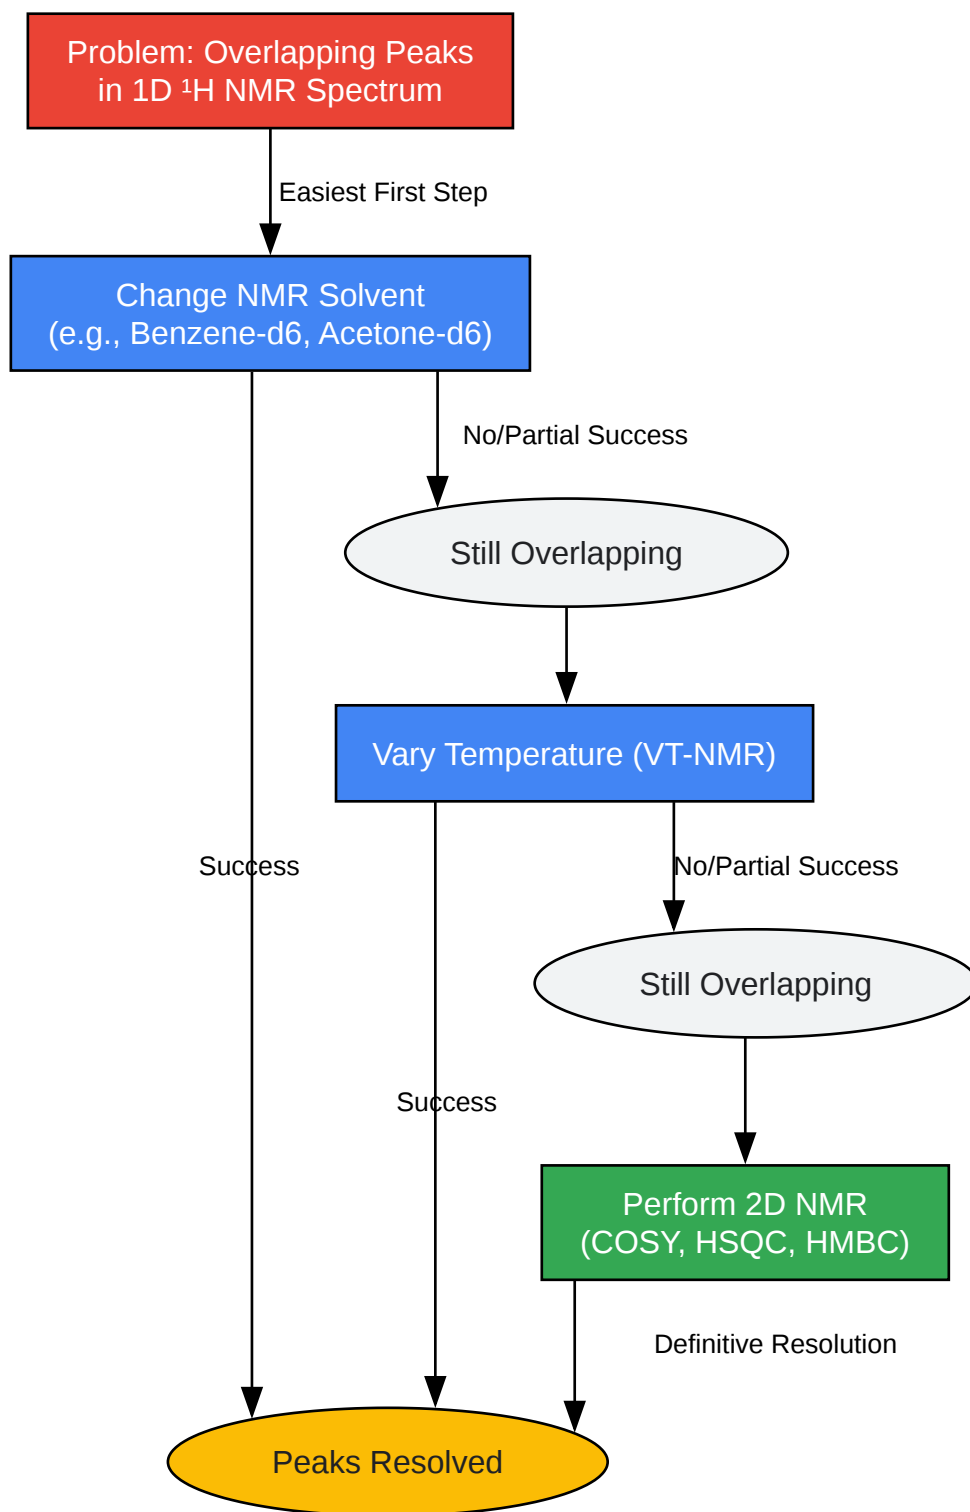 Problem: Overlapping Peaks
in 1D ¹H NMR Spectrum
Easiest First Step
Change NMR Solvent
(e.g., Benzene-d6, Acetone-d6)
No/Partial Success
Still Overlapping
Vary Temperature (VT-NMR)
Success
No/Partial Success
Still Overlapping
Success
Perform 2D NMR
(COSY, HSQC, HMBC)
Definitive Resolution
Peaks Resolved